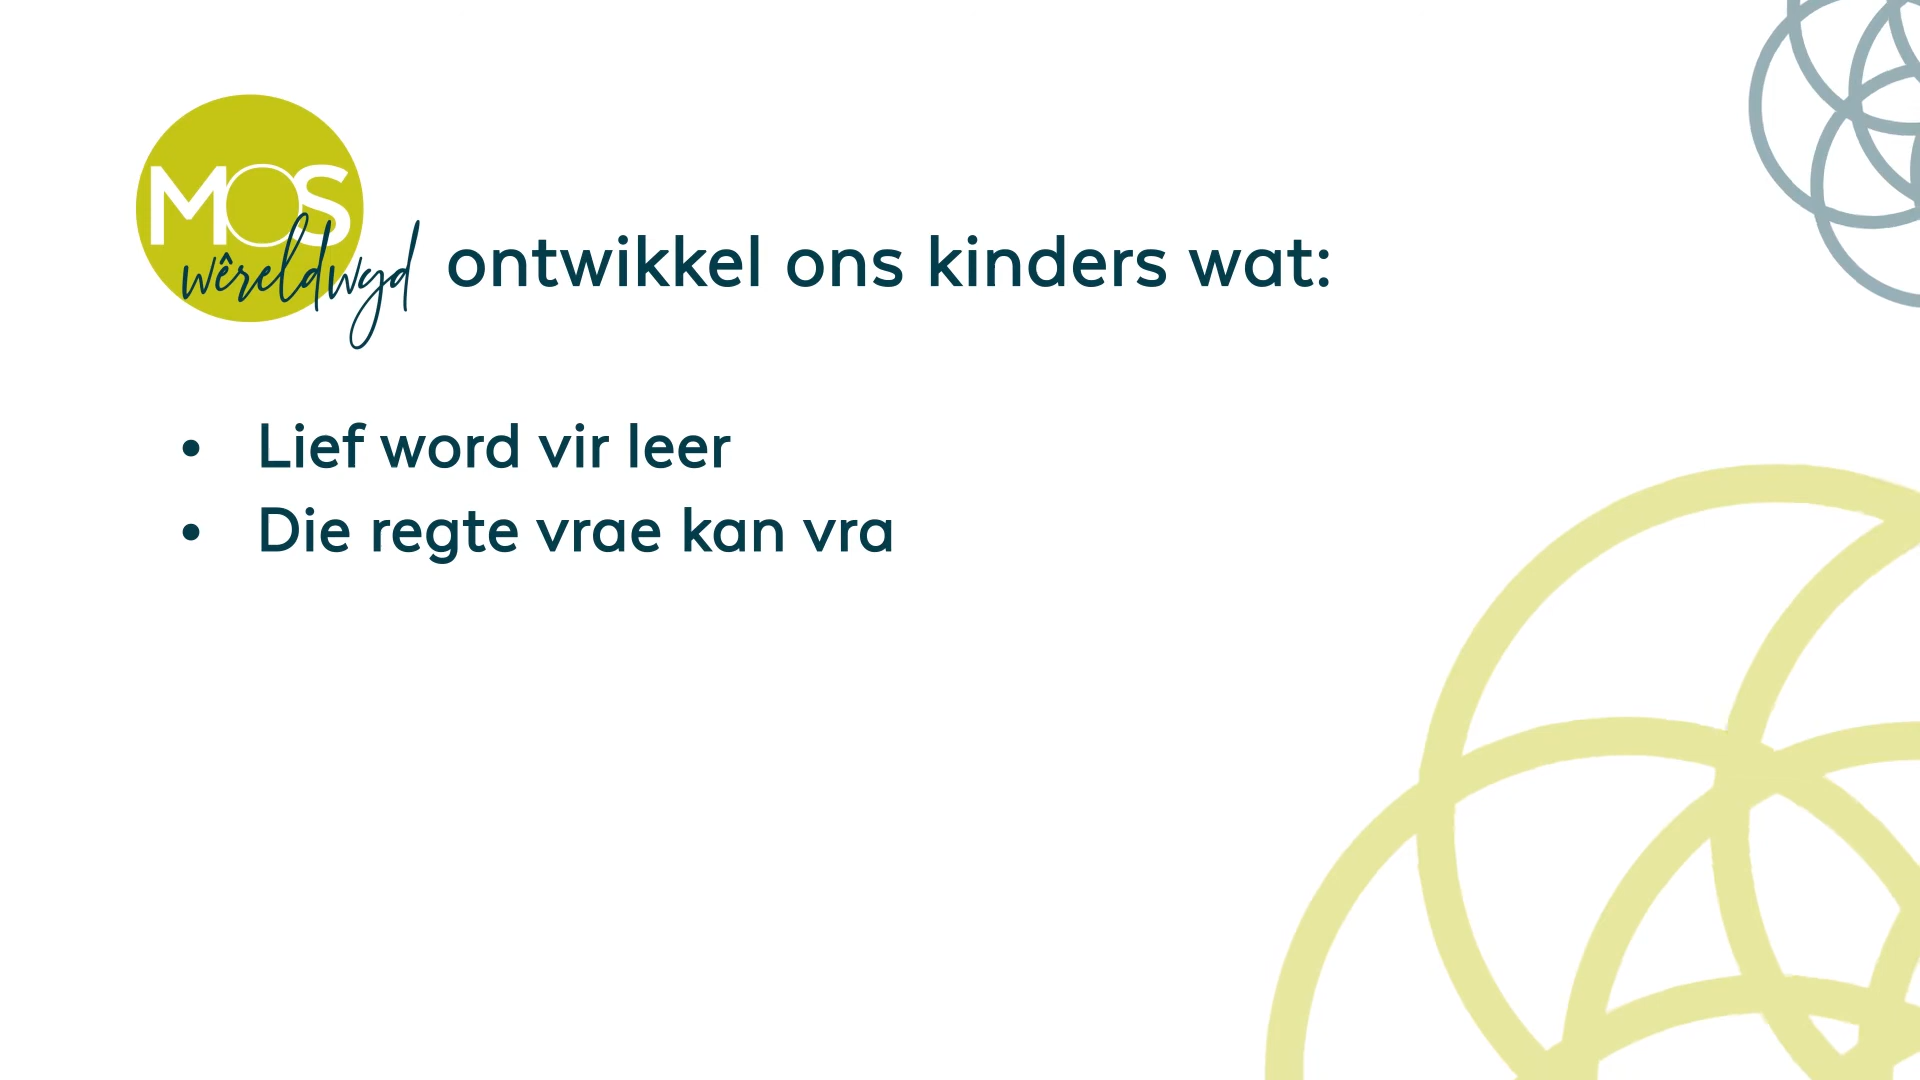 MOS
wêreldwyd ontwikkel ons kinders wat:
• Lief word vir leer
• Die regte vrae kan vra